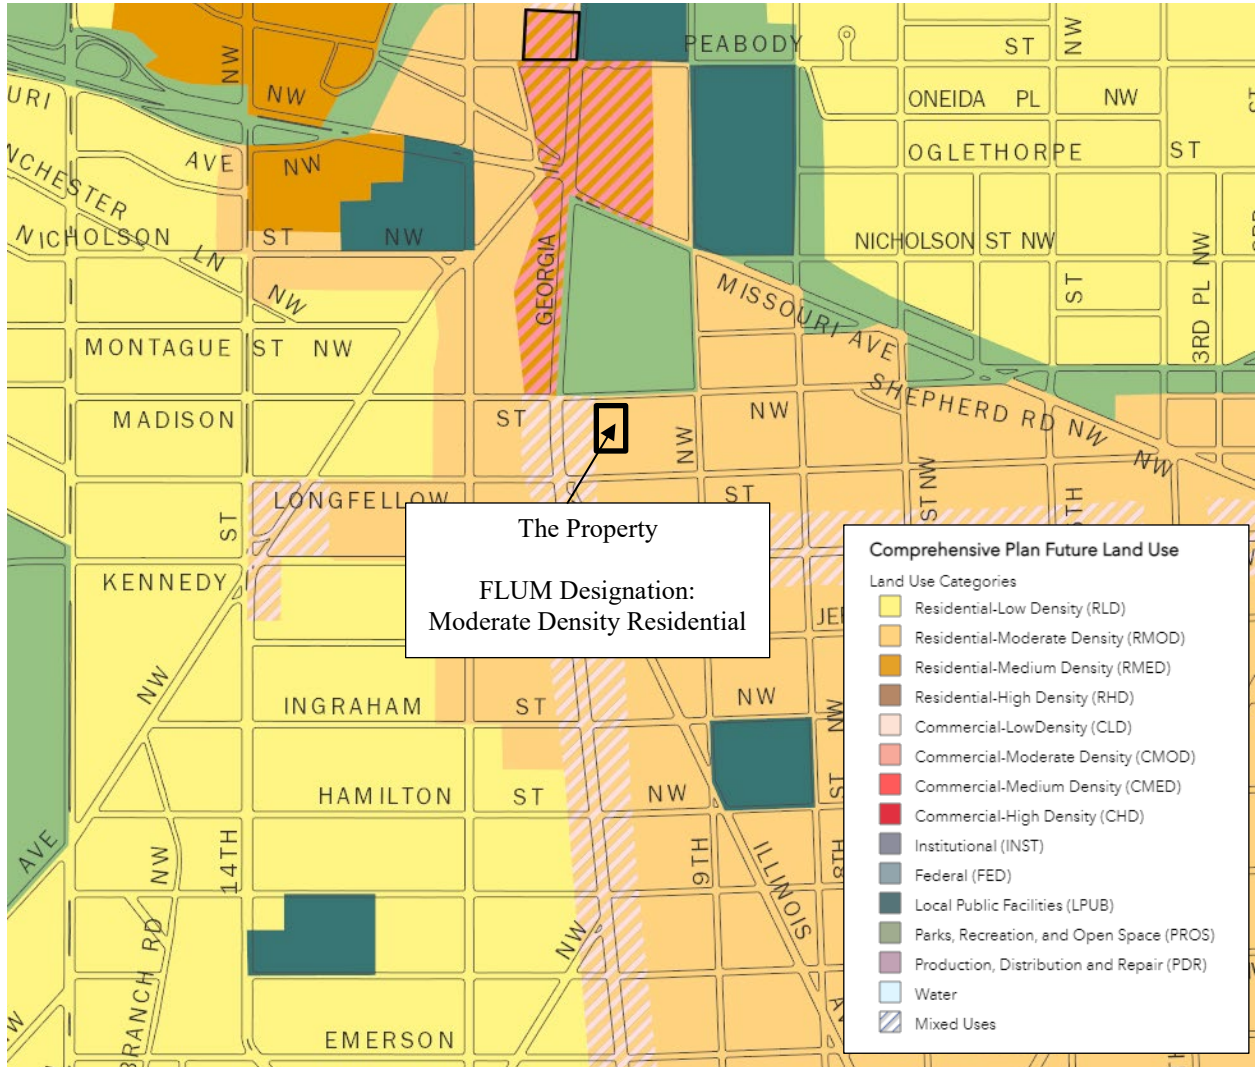 PEABODY
ST
NW
NW
NW
ONEIDA PL NW
URI
AVE
NW
OGLETHORPE ST
NCHESTER
LN
NW
NICHOLSON ST NW
NICHOLSON ST NW
GEORGIA
MISSOURI AVE
ST
3RD PL NW
MONTAGUE ST NW
SHEPHERD RD NW
NW
MADISON
ST
NW
NW
LONGFELLOW
ST
ST NW
ST
KENNEDY
The Property
FLUM Designation:
Moderate Density Residential
NW
INGRAHAM ST
NW
NW
HAMILTON ST
NW
ST
AVE
NW
14TH
9TH
ILLINOIS
8TH
BRANCH RD
NW
EMERSON
NW
Comprehensive Plan Future Land Use
Land Use Categories
Residential-Low Density (RLD)
Residential-Moderate Density (RMOD)
Residential-Medium Density (RMED)
Residential-High Density (RHD)
Commercial-LowDensity (CLD)
Commercial-Moderate Density (CMOD)
Commercial-Medium Density (CMED)
Commercial-High Density (CHD)
Institutional (INST)
Federal (FED)
Local Public Facilities (LPUB)
Parks, Recreation, and Open Space (PROS)
Production, Distribution and Repair (PDR)
Water
Mixed Uses